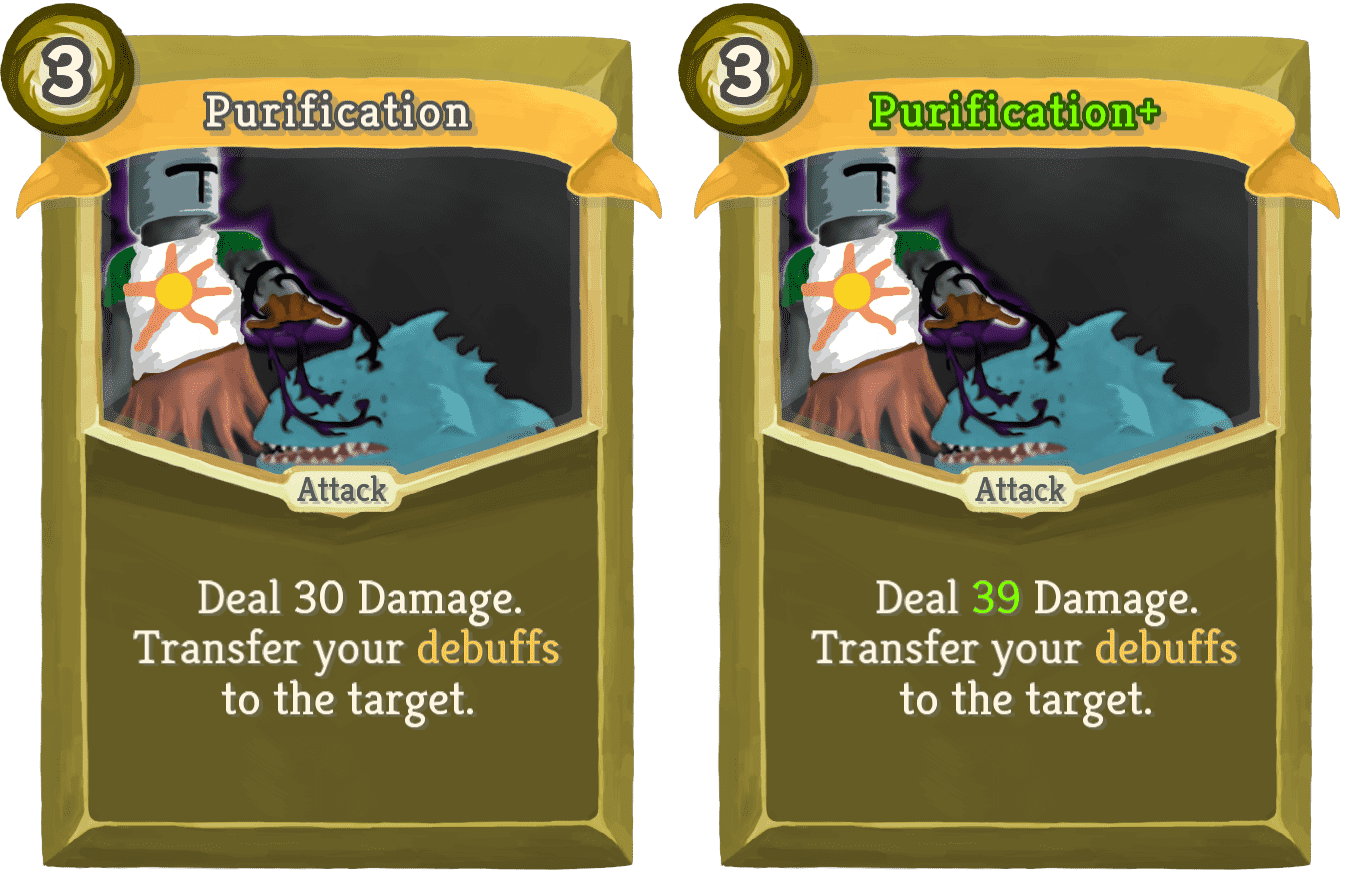 3
Purification
Attack
Deal 30 Damage.
Transfer your debuffs
to the target.
3
Purification+
Attack
Deal 39 Damage.
Transfer your debuffs
to the target.